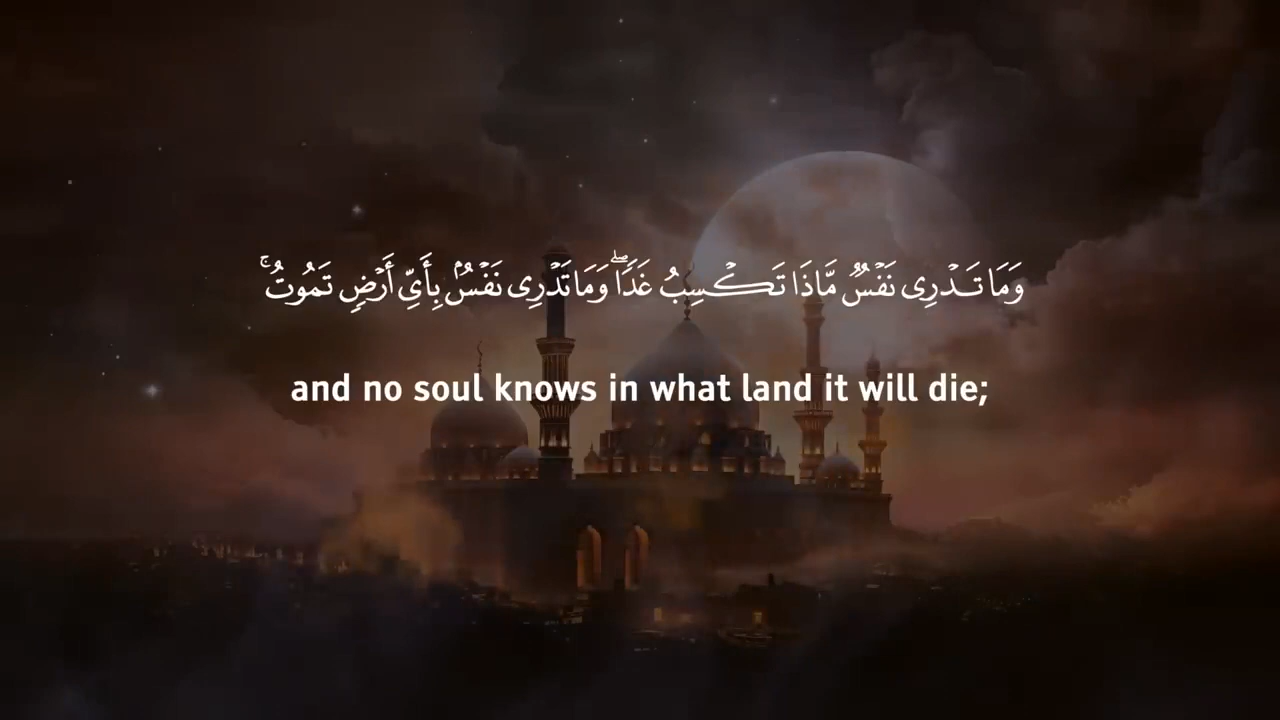 وَمَا تَدْرِى نَفْسٌ مَّاذَا تَكْسِبُ غَدًا ۖ وَمَا تَدْرِى نَفْسٌۢ بِأَىِّ أَرْضٍ تَمُوتُ ۚ
and no soul knows in what land it will die;